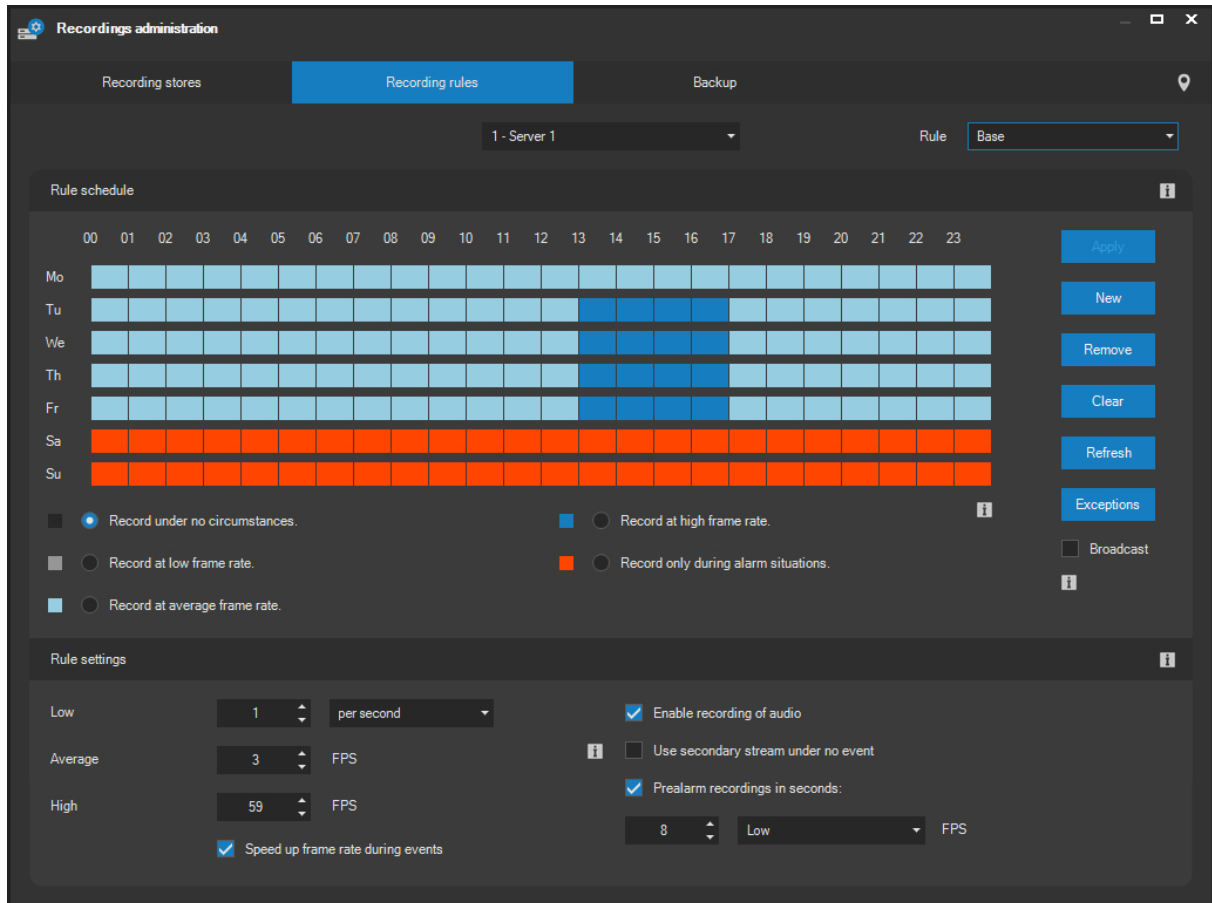 Recordings administration
Recording stores Recording rules Backup
1 - Server 1 Rule Base
Rule schedule
00 01 02 03 04 05 06 07 08 09 10 11 12 13 14 15 16 17 18 19 20 21 22 23
Apply
Mo
New
Tu
We
Remove
Th
Clear
Fr
Sa
Refresh
Su
Exceptions
Record under no circumstances. Record at high frame rate.
Broadcast
Record at low frame rate. Record only during alarm situations.
Record at average frame rate.
Rule settings
Low 1 per second Enable recording of audio
Average 3 FPS Use secondary stream under no event
Prealarm recordings in seconds:
High 59 FPS
8 Low FPS
Speed up frame rate during events